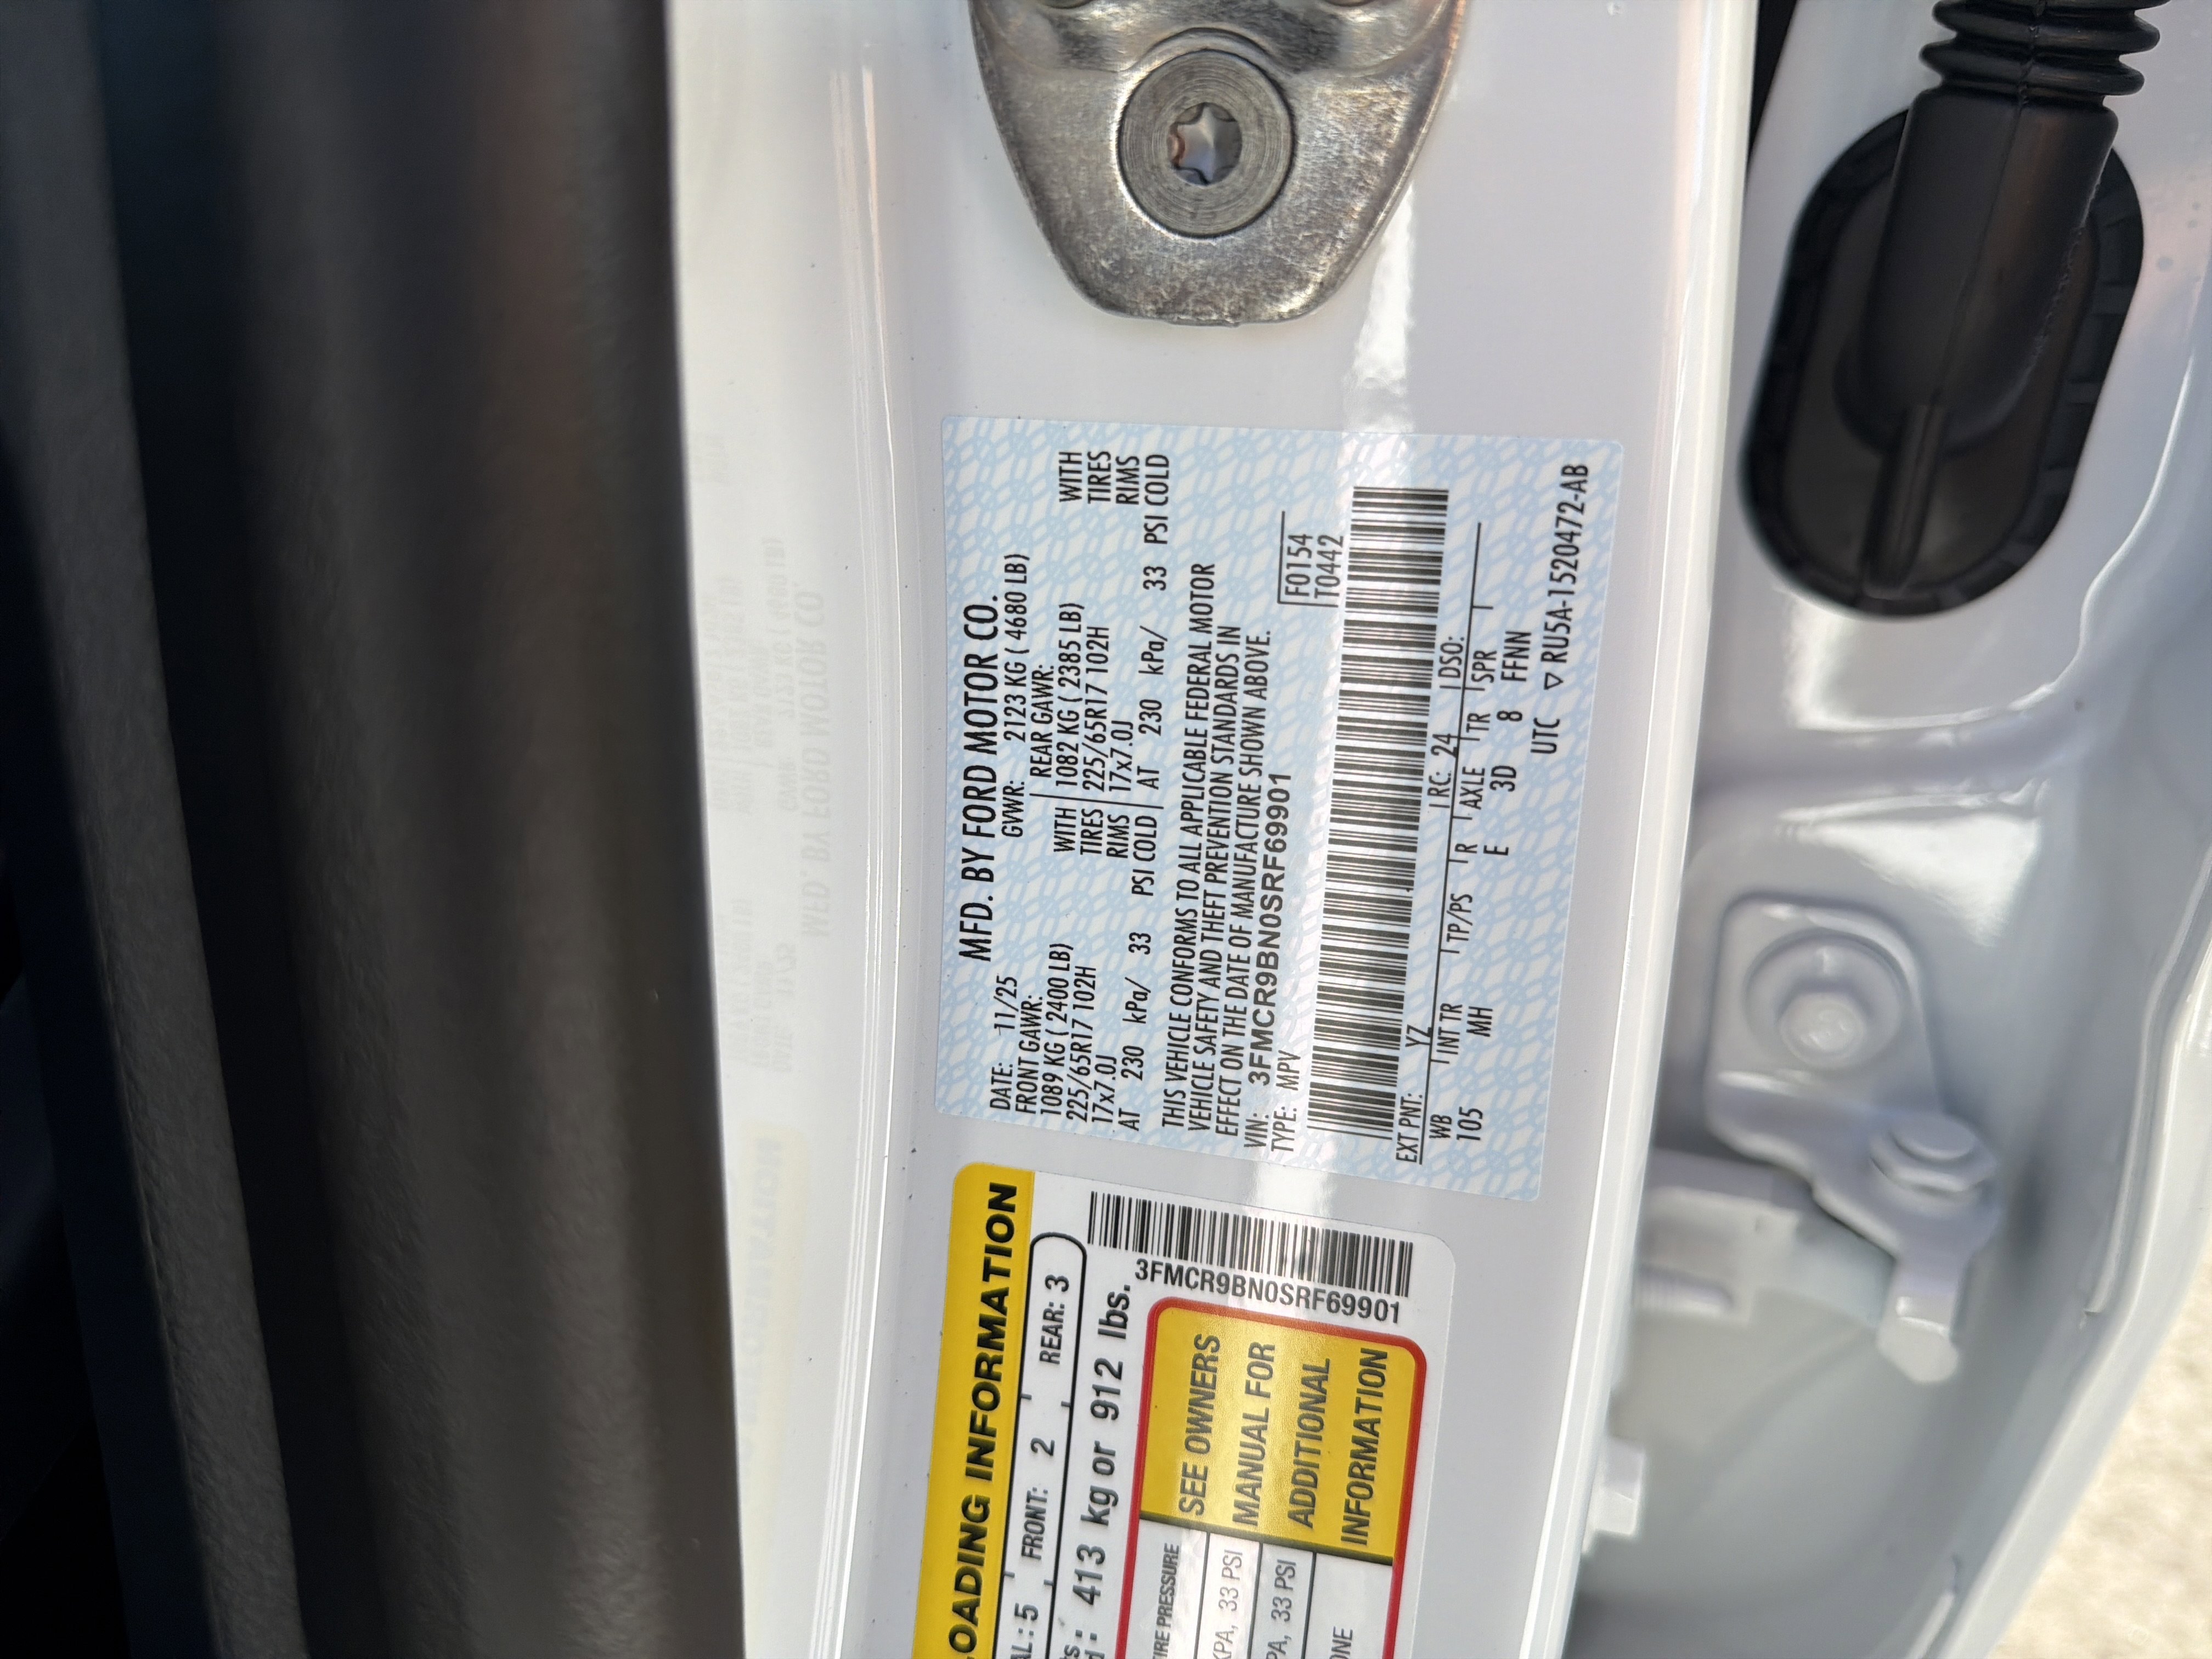 MFD. BY FORD MOTOR CO.
DATE: 11/25 GVWR: 2123 KG ( 4680 LB)
FRONT GAWR: REAR GAWR:
1089 KG ( 2400 LB) WITH 1082 KG ( 2385 LB) WITH
225/65R17 102H TIRES 225/65R17 102H TIRES
17x7.0J RIMS 17x7.0J RIMS
AT 230 kPa/ 33 PSI COLD AT 230 kPa/ 33 PSI COLD
THIS VEHICLE CONFORMS TO ALL APPLICABLE FEDERAL MOTOR
VEHICLE SAFETY AND THEFT PREVENTION STANDARDS IN
EFFECT ON THE DATE OF MANUFACTURE SHOWN ABOVE.
VIN: 3FMCR9BN0SRF69901 F0154
TYPE: MPV T0442
EXT PNT: YZ RC: 24 DSO:
WB INT TR TP/PS R AXLE TR SPR
105 MH E 3D 8 FFNN
UTC ▽ RU5A-1520472-AB
LOADING INFORMATION
5 FRONT: 2 REAR: 3
413 kg or 912 lbs.
3FMCR9BN0SRF69901
PRESSURE
33 PSI
33 PSI
SEE OWNERS
MANUAL FOR
ADDITIONAL
INFORMATION